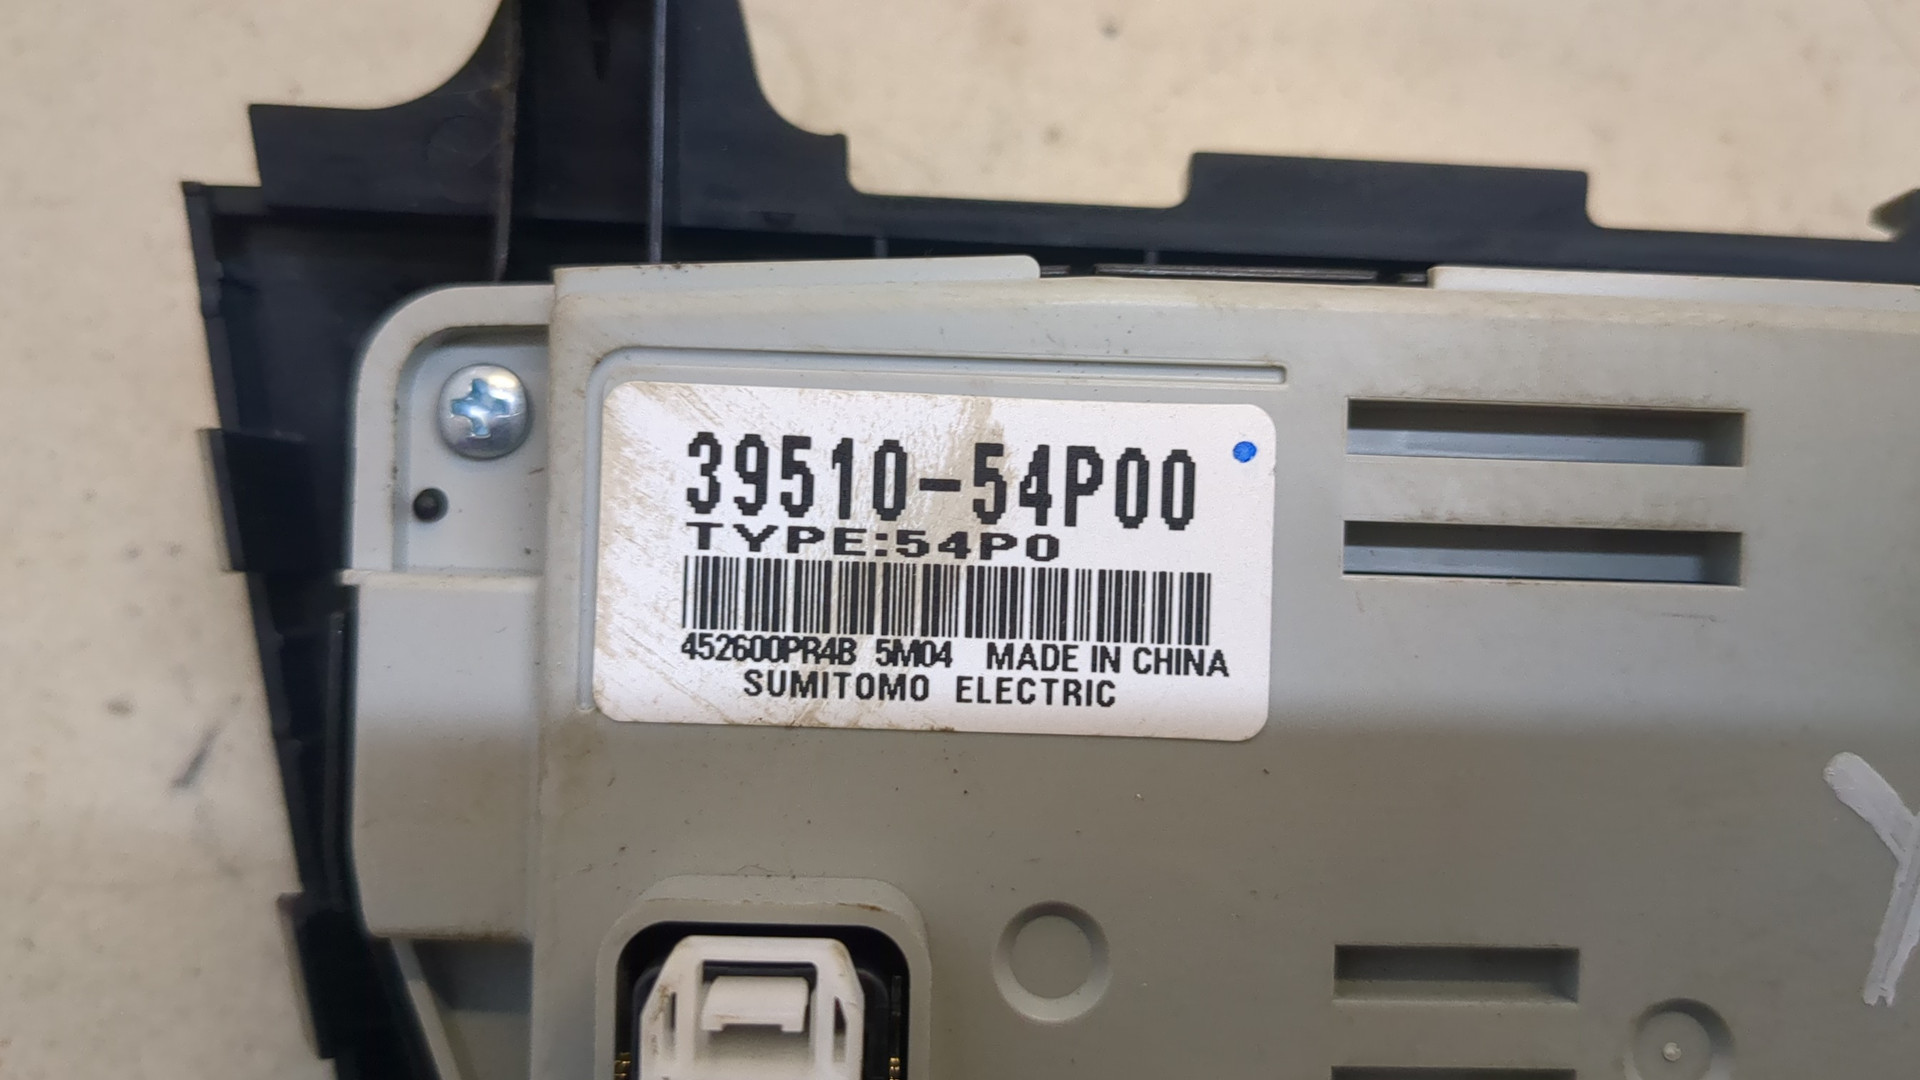 39510-54P00
TYPE:54P0
452600PR4B 5M04 MADE IN CHINA
SUMITOMO ELECTRIC
Y